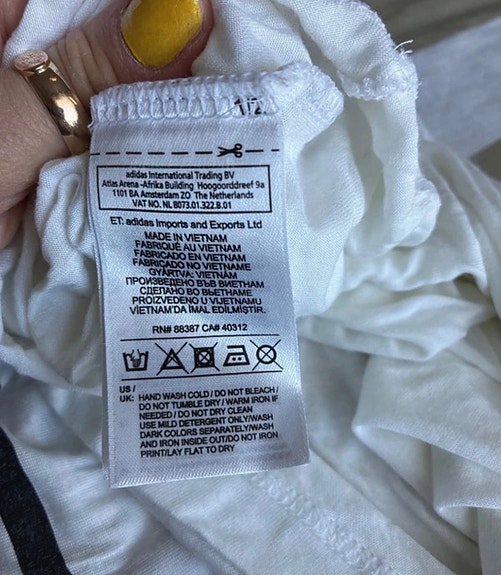 1/2
adidas International Trading BV
Atlas Arena -Afrika Building Hoogoorddreef 9a
1101 BA Amsterdam ZO The Netherlands
VAT NO. NL 8073.01.322.B.01
ET: adidas Imports and Exports Ltd
MADE IN VIETNAM
FABRIQUÉ AU VIETNAM
FABRICADO EN VIETNAM
FABRICADO NO VIETNAME
GYÁRTVA: VIETNAM
ПРОИЗВЕДЕНО ВЪВ ВИЕТНАМ
СДЕЛАНО ВО ВЬЕТНАМЕ
PROIZVEDENO U VIJETNAMU
VİETNAM'DA İMAL EDİLMİŞTİR.
RN# 88387 CA# 40312
US /
UK: HAND WASH COLD / DO NOT BLEACH /
DO NOT TUMBLE DRY / WARM IRON IF
NEEDED / DO NOT DRY CLEAN
USE MILD DETERGENT ONLY/WASH
DARK COLORS SEPARATELY/WASH
AND IRON INSIDE OUT/DO NOT IRON
PRINT/LAY FLAT TO DRY